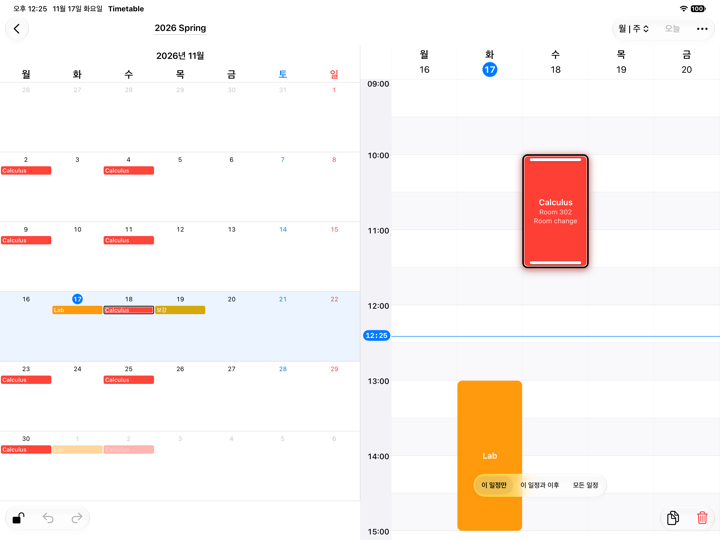 오후 12:25 11월 17일 화요일 Timetable
100
2026 Spring
월 | 주
오늘
2026년 11월
월 화 수 목 금 토 일
26 27 28 29 30 31 1
2 3 4 5 6 7 8
Calculus Calculus
9 10 11 12 13 14 15
Calculus Calculus
16 17 18 19 20 21 22
Lab Calculus 보강
23 24 25 26 27 28 29
Calculus Calculus
30 1 2 3 4 5 6
Calculus Calculus
월 화 수 목 금
16 17 18 19 20
09:00
10:00
Calculus
Room 302
Room change
11:00
12:00
12:25
13:00
14:00
Lab
이 일정만 이 일정과 이후 모든 일정
15:00